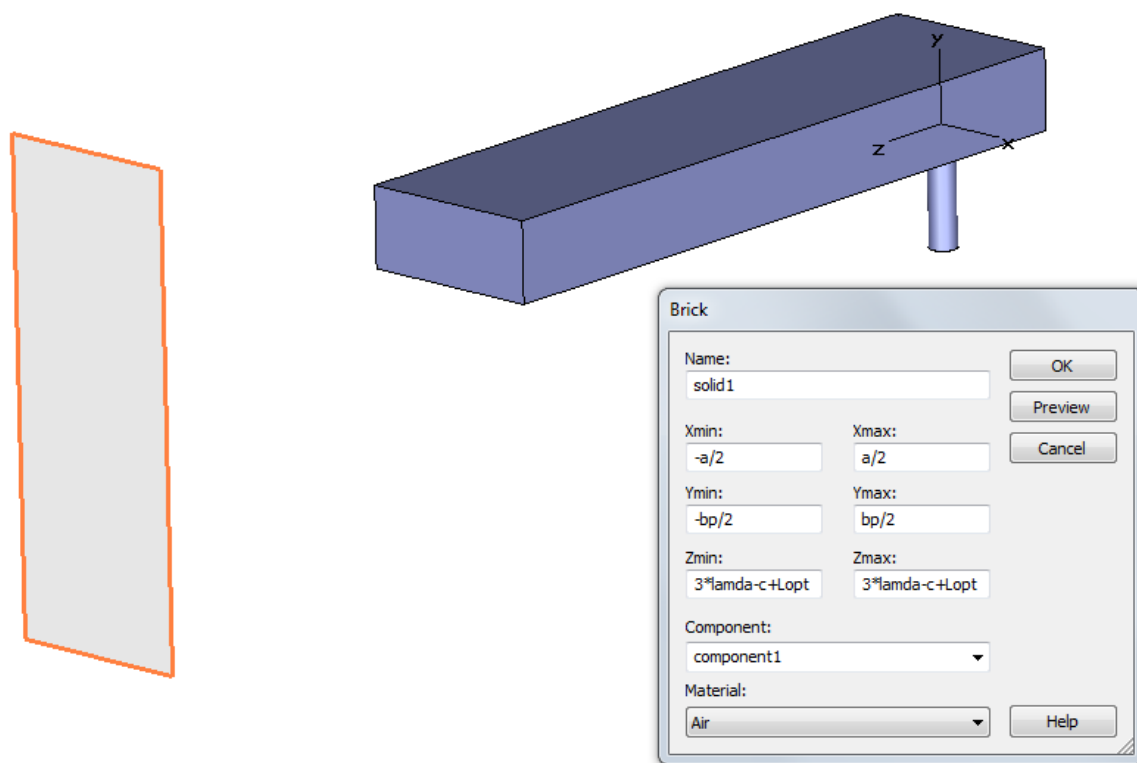 y
z
x
Brick
Name:
solid1
OK
Preview
Cancel
Xmin:
Xmax:
-a/2
a/2
Ymin:
Ymax:
-bp/2
bp/2
Zmin:
Zmax:
3*lamda-c+Lopt
3*lamda-c+Lopt
Component:
component1
Material:
Air
Help